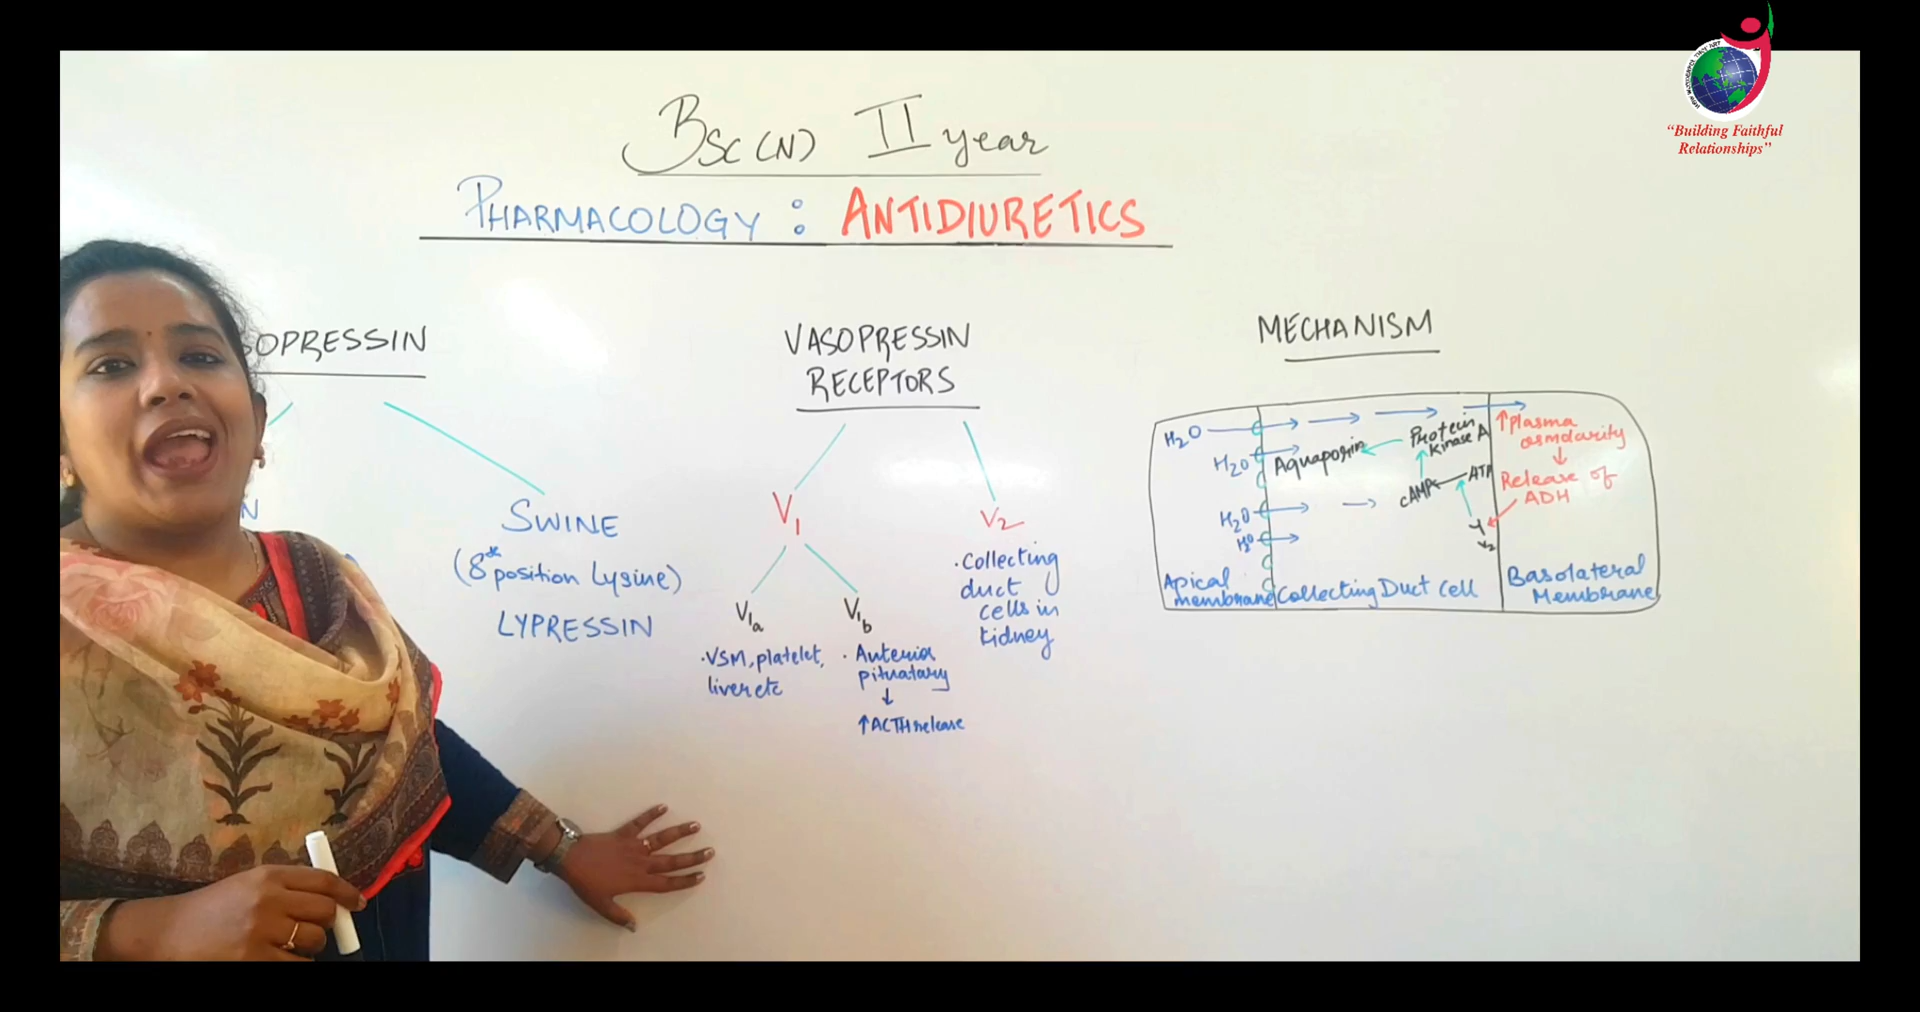 BSC (N) II year
PHARMACOLOGY : ANTIDIURETICS
"Building Faithful
Relationships"
OPRESSIN
N
SWINE
(8th position Lysine)
LYPRESSIN
VASOPRESSIN
RECEPTORS
V1
V2
V1a
V1b
·VSM, platelet,
liver etc
· Anterior
pituatary
↓
↑ACTH release
·Collecting
duct
cells in
kidney
MECHANISM
H2O
H2O
H2O
H2O
Aquaporin
Protein
Kinase A
cAMP
ATP
V2
↑Plasma
osmolarity
↓
Release of
ADH
Apical
membrane
Collecting Duct cell
Basolateral
Membrane